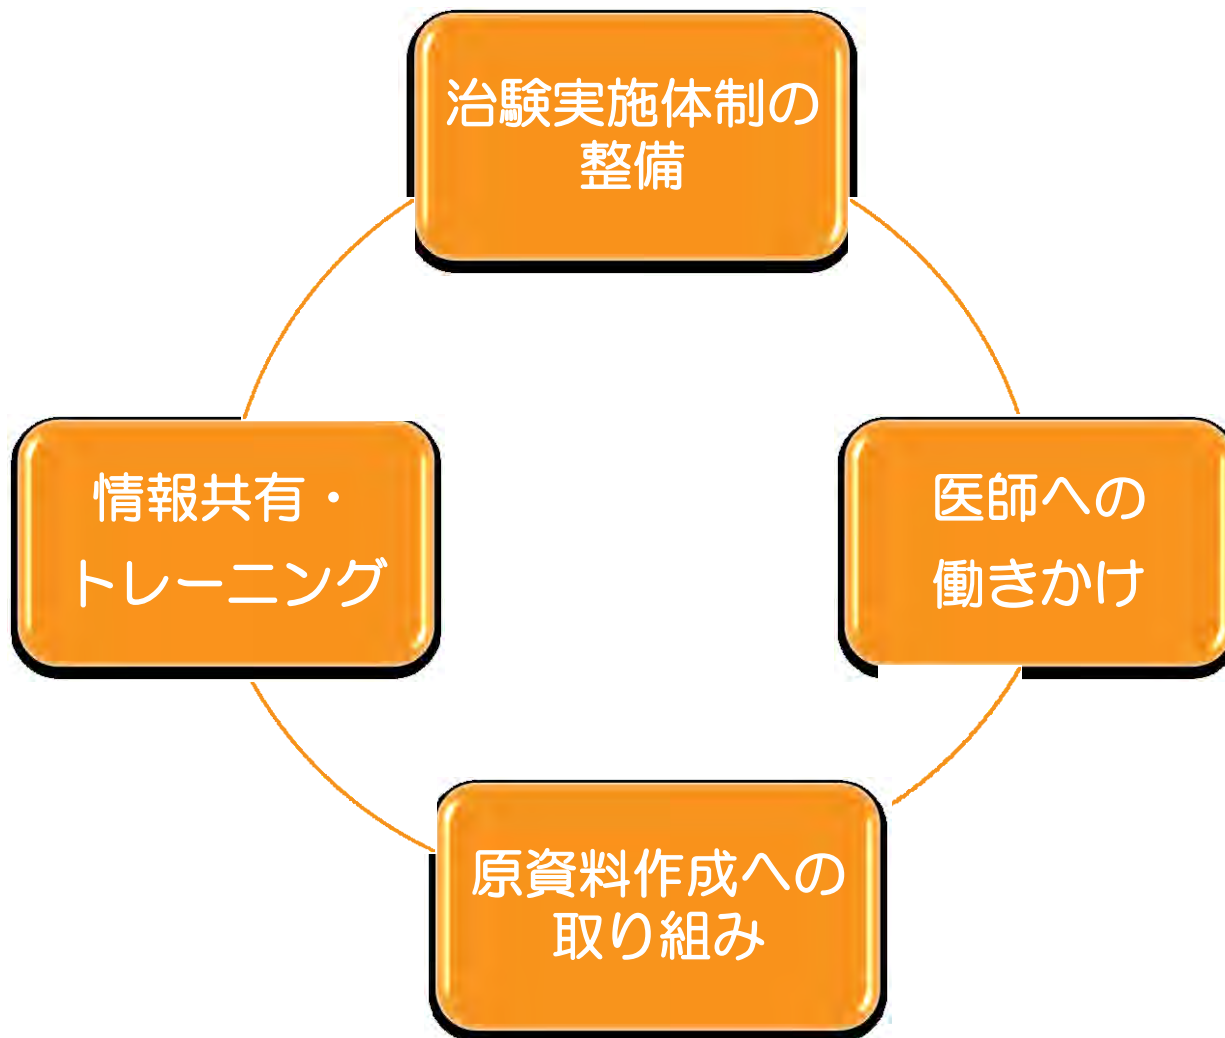 治験実施体制の
整備
情報共有・
トレーニング
医師への
働きかけ
原資料作成への
取り組み